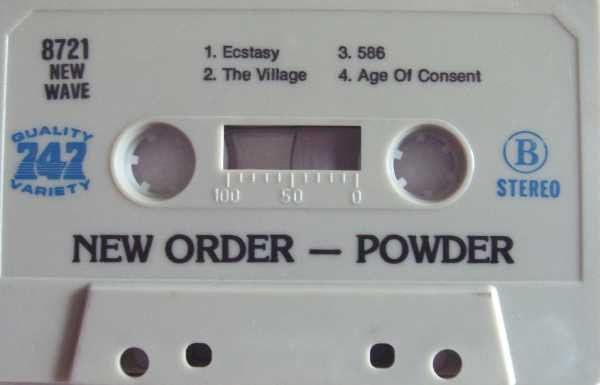 8721
NEW
WAVE
1. Ecstasy
2. The Village
3. 586
4. Age Of Consent
QUALITY
747
VARIETY
B
STEREO
100 50 0
NEW ORDER — POWDER